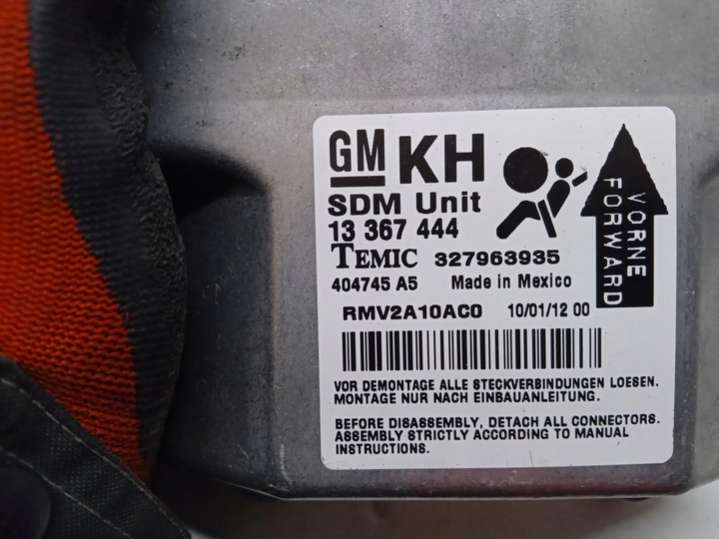 GM KH
SDM Unit
13 367 444
TEMIC 327963935
404745 A5 Made in Mexico
RMV2A10AC0 10/01/12 00
VORNE
FORWARD
VOR DEMONTAGE ALLE STECKVERBINDUNGEN LOESEN.
MONTAGE NUR NACH EINBAUANLEITUNG.
BEFORE DISASSEMBLY, DETACH ALL CONNECTORS.
ASSEMBLY STRICTLY ACCORDING TO MANUAL
INSTRUCTIONS.